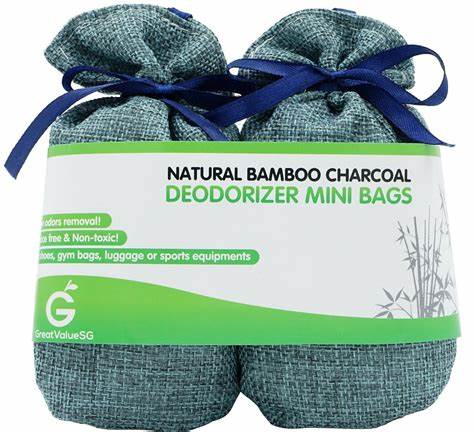 NATURAL BAMBOO CHARCOAL
DEODORIZER MINI BAGS
odors removal!
free & Non-toxic!
shoes, gym bags, luggage or sports equipments
G
GreatValueSG